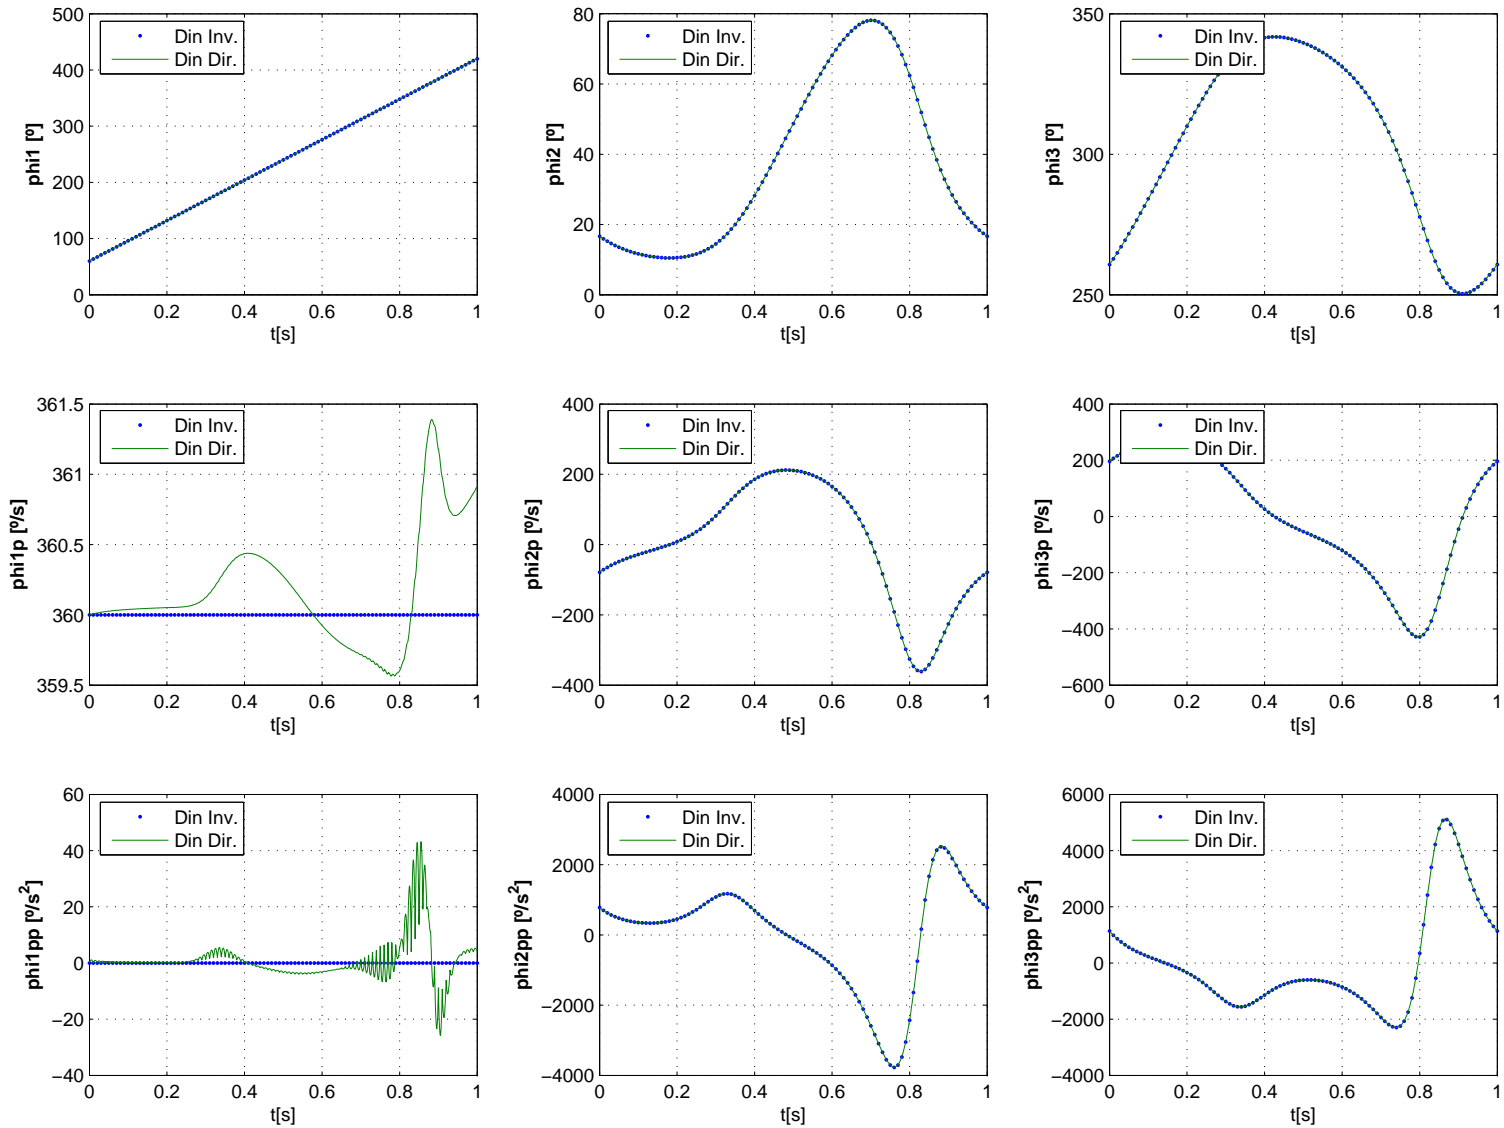 500
400
300
200
100
0
phi1 [º]
Din Inv.
Din Dir.
0 0.2 0.4 0.6 0.8 1
t[s]
80
60
40
20
0
phi2 [º]
Din Inv.
Din Dir.
0 0.2 0.4 0.6 0.8 1
t[s]
350
300
250
phi3 [º]
Din Inv.
Din Dir.
0 0.2 0.4 0.6 0.8 1
t[s]
361.5
361
360.5
360
359.5
phi1p [º/s]
Din Inv.
Din Dir.
0 0.2 0.4 0.6 0.8 1
t[s]
400
200
0
−200
−400
phi2p [º/s]
Din Inv.
Din Dir.
0 0.2 0.4 0.6 0.8 1
t[s]
400
200
0
−200
−400
−600
phi3p [º/s]
Din Inv.
Din Dir.
0 0.2 0.4 0.6 0.8 1
t[s]
60
40
20
0
−20
−40
phi1pp [º/s²]
Din Inv.
Din Dir.
0 0.2 0.4 0.6 0.8 1
t[s]
4000
2000
0
−2000
−4000
phi2pp [º/s²]
Din Inv.
Din Dir.
0 0.2 0.4 0.6 0.8 1
t[s]
6000
4000
2000
0
−2000
−4000
phi3pp [º/s²]
Din Inv.
Din Dir.
0 0.2 0.4 0.6 0.8 1
t[s]